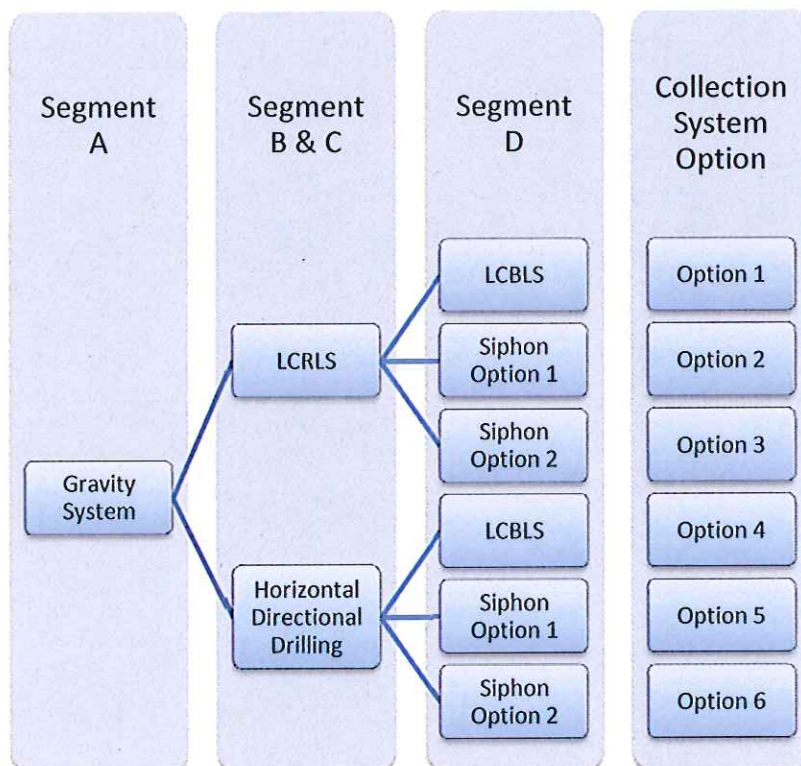 Segment
A
Segment
B & C
Segment
D
Collection
System
Option
LCBLS
Option 1
LCRLS
Siphon
Option 1
Option 2
Siphon
Option 2
Option 3
Gravity
System
LCBLS
Option 4
Horizontal
Directional
Drilling
Siphon
Option 1
Option 5
Siphon
Option 2
Option 6